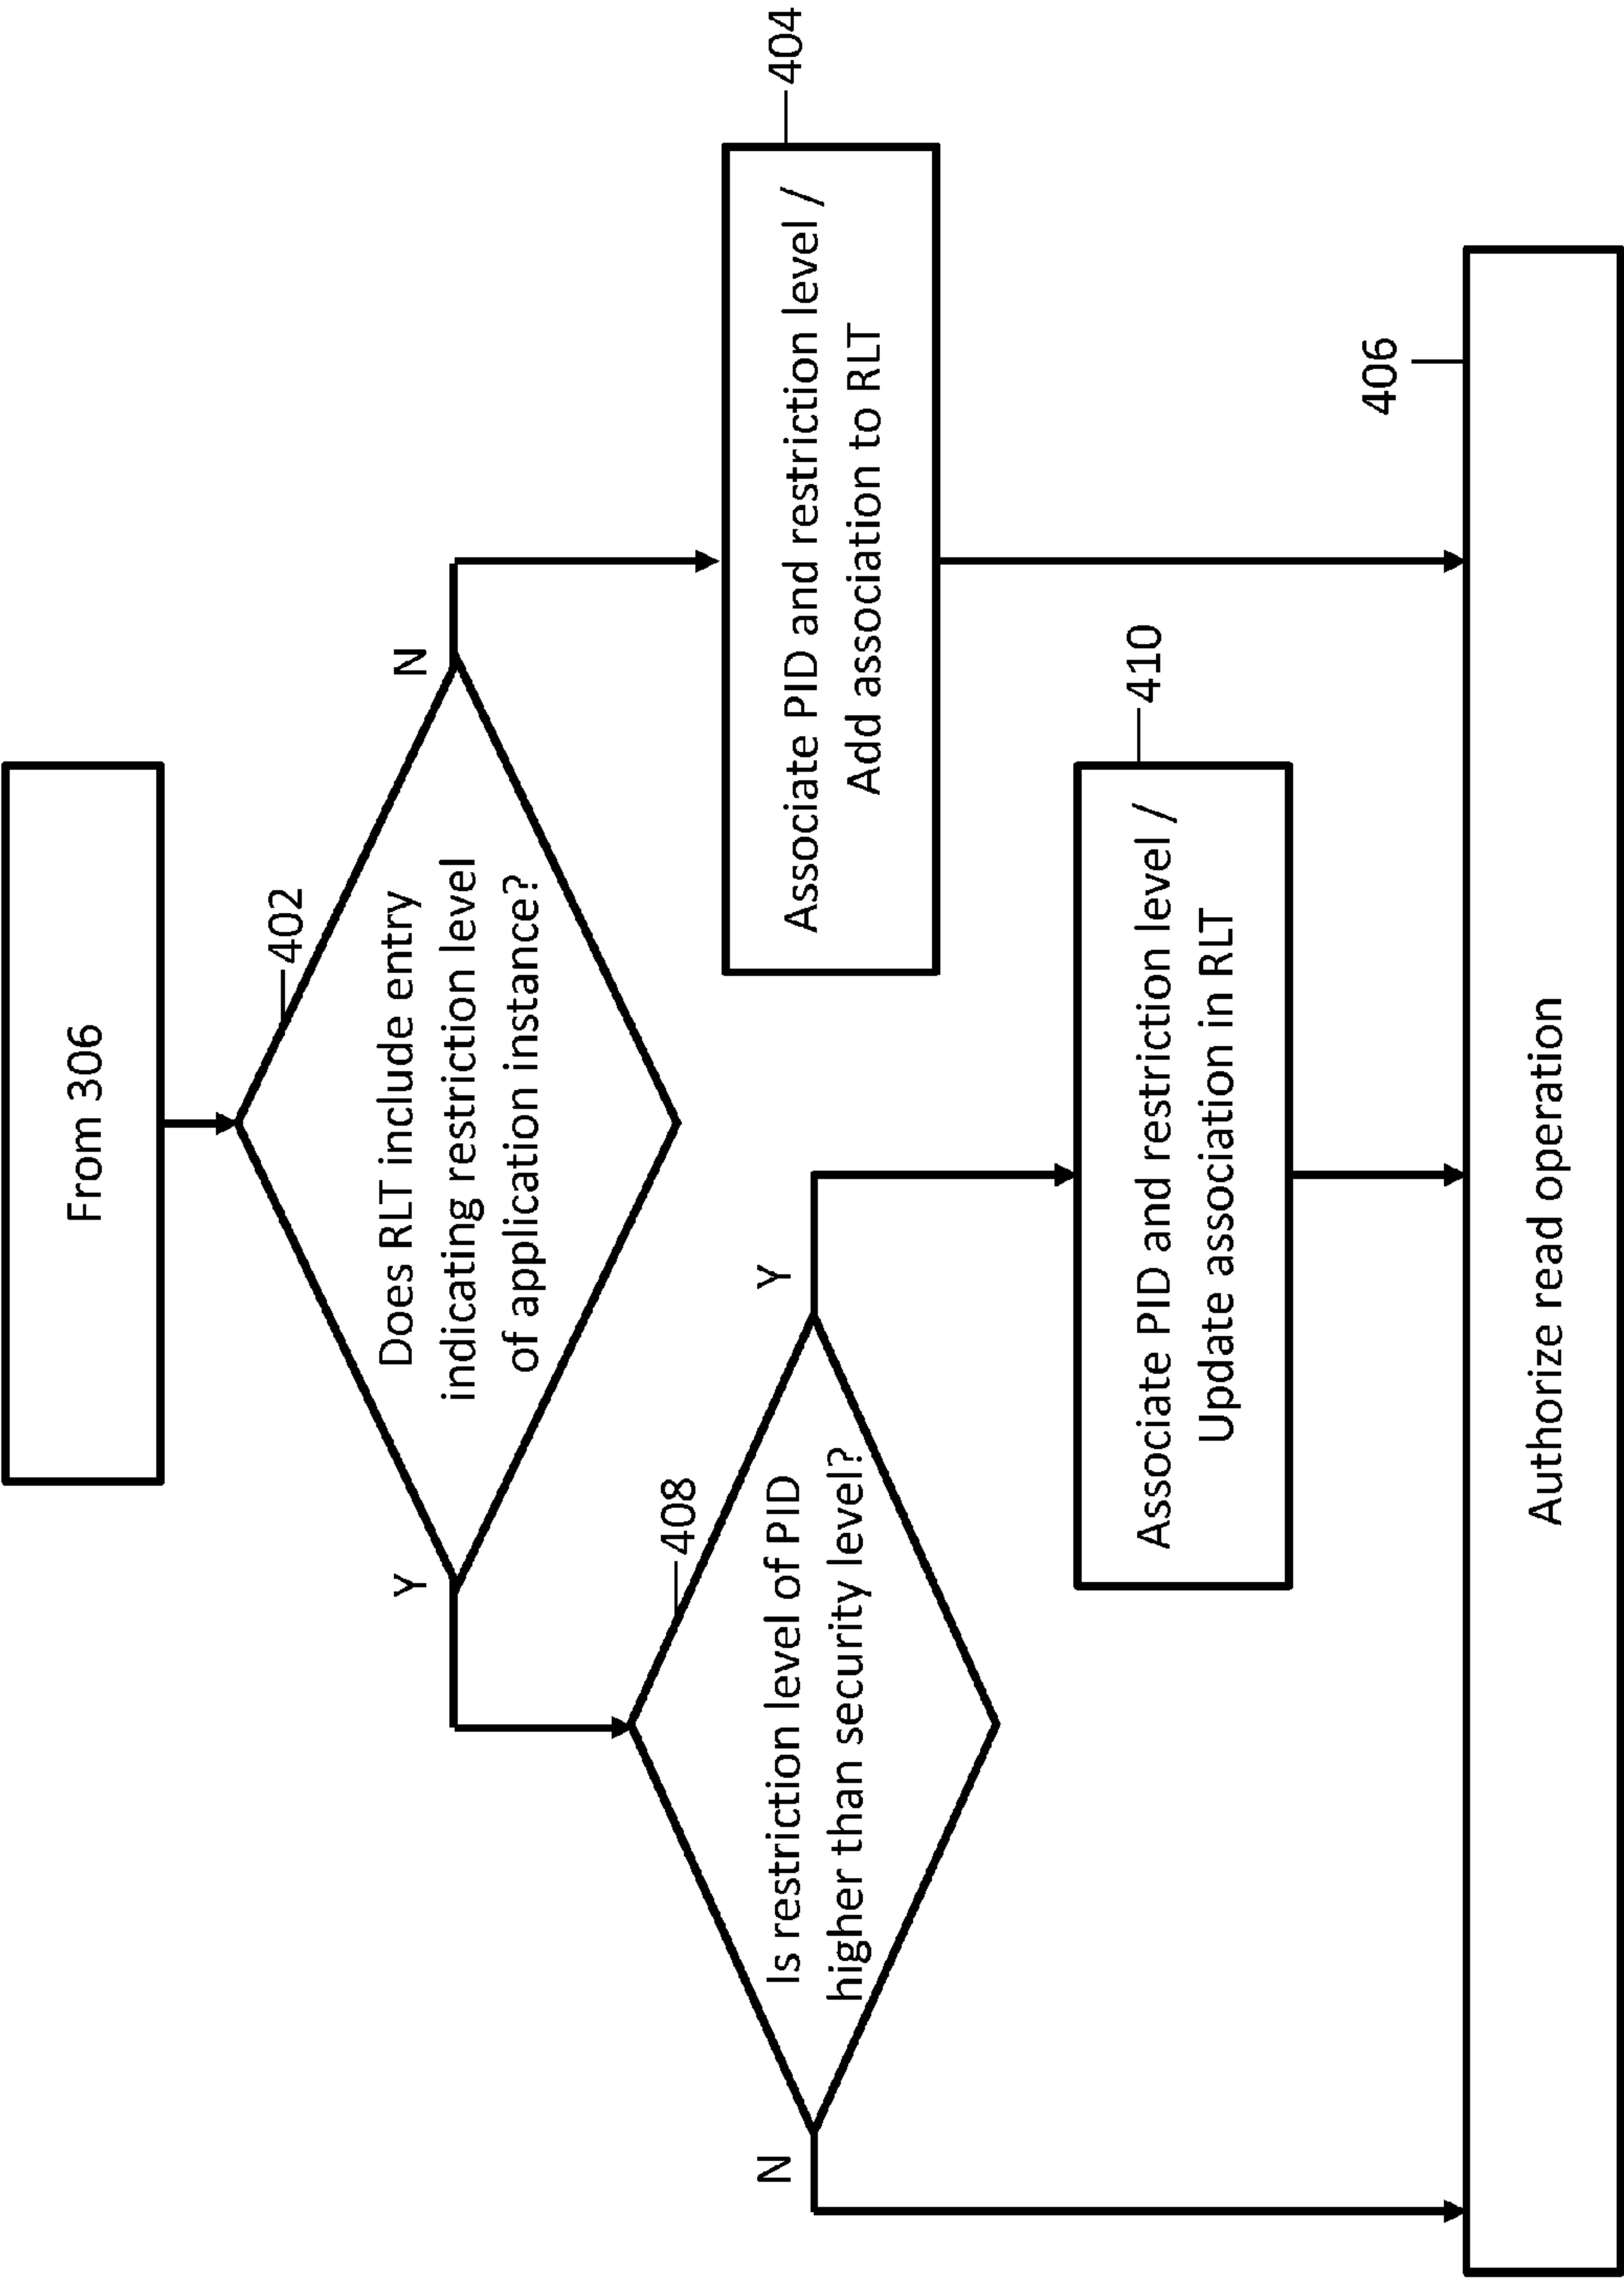 From 306
402
Does RLT include entry
indicating restriction level
of application instance?
Y
N
404
Associate PID and restriction level /
Add association to RLT
408
Is restriction level of PID
higher than security level?
N
Y
410
Associate PID and restriction level /
Update association in RLT
406
Authorize read operation